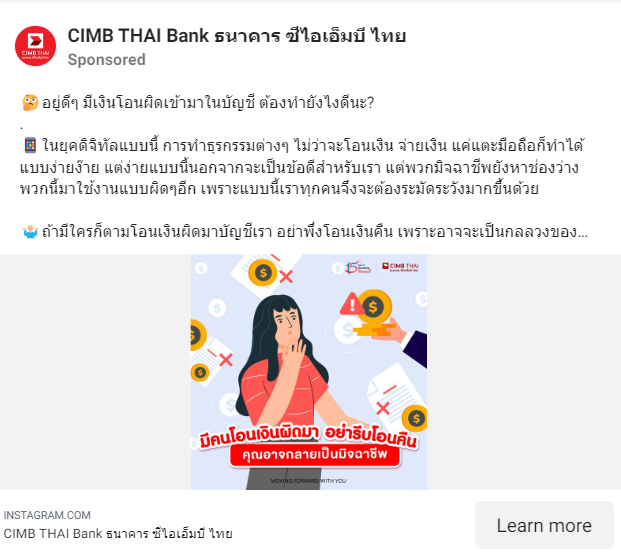 CIMB THAI Bank ธนาคาร ซีไอเอ็มบี ไทย
Sponsored
🤔 อยู่ดีๆ มีเงินโอนผิดเข้ามาในบัญชี ต้องทำยังไงดีนะ?
.
📱 ในยุคดิจิทัลแบบนี้ การทำธุรกรรมต่างๆ ไม่ว่าจะโอนเงิน จ่ายเงิน แค่แตะมือถือก็ทำได้
แบบง่ายง๊าย แต่ง่ายแบบนี้นอกจากจะเป็นข้อดีสำหรับเรา แต่พวกมิจฉาชีพยังหาช่องว่าง
พวกนี้มาใช้งานแบบผิดๆอีก เพราะแบบนี้เราทุกคนจึงจะต้องระมัดระวังมากขึ้นด้วย
🤷‍♂️ ถ้ามีใครก็ตามโอนเงินผิดมาบัญชีเรา อย่าพึ่งโอนเงินคืน เพราะอาจจะเป็นกลลวงของ...
CIMB THAI
CIMB THAI
มีคนโอนเงินผิดมา อย่ารีบโอนคืน
คุณอาจกลายเป็นมิจฉาชีพ
MOVING FORWARD WITH YOU
INSTAGRAM.COM
CIMB THAI Bank ธนาคาร ซีไอเอ็มบี ไทย
Learn more